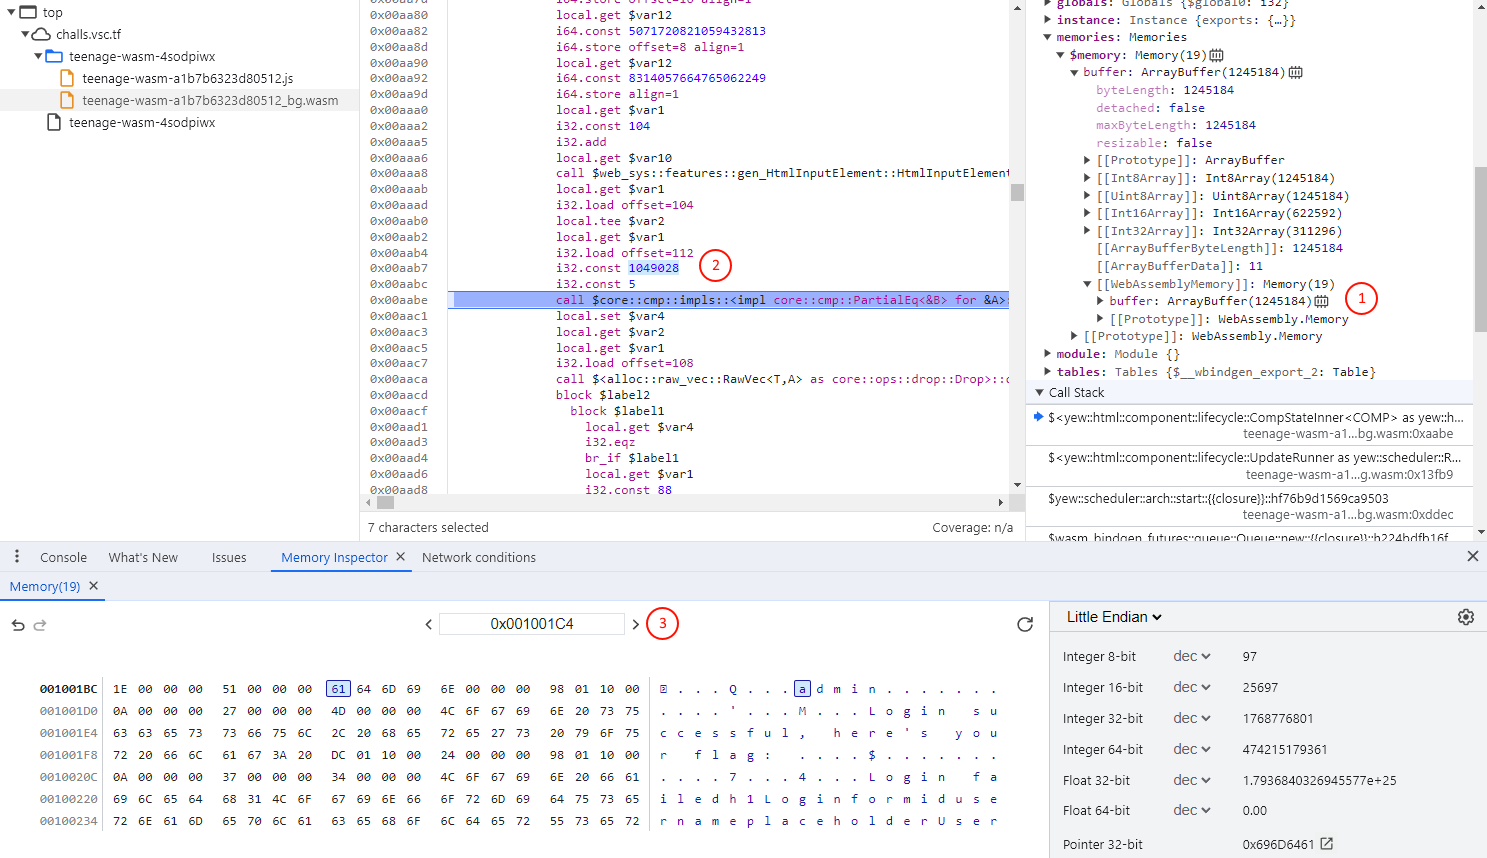 top
challs.vsc.tf
teenage-wasm-4sodpiwx
teenage-wasm-a1b7b6323d80512.js
teenage-wasm-a1b7b6323d80512_bg.wasm
teenage-wasm-4sodpiwx
0x00aa80 local.get $var12
0x00aa82 i64.const 5071720821059432813
0x00aa8d i64.store offset=8 align=1
0x00aa90 local.get $var12
0x00aa92 i64.const 8314057664765062249
0x00aa9d i64.store align=1
0x00aaa0 local.get $var1
0x00aaa2 i32.const 104
0x00aaa5 i32.add
0x00aaa6 local.get $var10
0x00aaa8 call $web_sys::features::gen_HtmlInputElement::HtmlInputElement
0x00aaab local.get $var1
0x00aaad i32.load offset=104
0x00aab0 local.tee $var2
0x00aab2 local.get $var1
0x00aab4 i32.load offset=112
0x00aab7 i32.const 1049028 2
0x00aabc i32.const 5
0x00aabe call $core::cmp::impls::<impl core::cmp::PartialEq<&B> for &A>:
0x00aac1 local.set $var4
0x00aac3 local.get $var2
0x00aac5 local.get $var1
0x00aac7 i32.load offset=108
0x00aaca call $<alloc::raw_vec::RawVec<T,A> as core::ops::drop::Drop>::d
0x00aacd block $label2
0x00aacf block $label1
0x00aad1 local.get $var4
0x00aad3 i32.eqz
0x00aad4 br_if $label1
0x00aad6 local.get $var1
0x00aad8 i32.const 88
7 characters selected Coverage: n/a
globals: Globals {$global0: i32}
instance: Instance {exports: {…}}
memories: Memories
$memory: Memory(19)
buffer: ArrayBuffer(1245184)
byteLength: 1245184
detached: false
maxByteLength: 1245184
resizable: false
[[Prototype]]: ArrayBuffer
[[Int8Array]]: Int8Array(1245184)
[[Uint8Array]]: Uint8Array(1245184)
[[Int16Array]]: Int16Array(622592)
[[Int32Array]]: Int32Array(311296)
[[ArrayBufferByteLength]]: 1245184
[[ArrayBufferData]]: 11
[[WebAssemblyMemory]]: Memory(19)
buffer: ArrayBuffer(1245184) 1
[[Prototype]]: WebAssembly.Memory
[[Prototype]]: WebAssembly.Memory
module: Module {}
tables: Tables {$__wbindgen_export_2: Table}
Call Stack
$<yew::html::component::lifecycle::CompStateInner<COMP> as yew::h…
teenage-wasm-a1…bg.wasm:0xaabe
$<yew::html::component::lifecycle::UpdateRunner as yew::scheduler::R…
teenage-wasm-a1…g.wasm:0x13fb9
$yew::scheduler::arch::start::{{closure}}::hf76b9d1569ca9503
teenage-wasm-a1…bg.wasm:0xddec
Console What's New Issues Memory Inspector Network conditions
Memory(19)
0x001001C4 3
001001BC 1E 00 00 00 51 00 00 00 61 64 6D 69 6E 00 00 00 98 01 10 00 . . . Q . . . a d m i n . . . . . . .
001001D0 0A 00 00 00 27 00 00 00 4D 00 00 00 4C 6F 67 69 6E 20 73 75 . . . . ' . . . M . . . L o g i n s u
001001E4 63 63 65 73 73 66 75 6C 2C 20 68 65 72 65 27 73 20 79 6F 75 c c e s s f u l , h e r e ' s y o u
001001F8 72 20 66 6C 61 67 3A 20 DC 01 10 00 24 00 00 00 98 01 10 00 r f l a g : . . . . $ . . . . . . .
0010020C 0A 00 00 00 37 00 00 00 34 00 00 00 4C 6F 67 69 6E 20 66 61 . . . . 7 . . . 4 . . . L o g i n f a
00100220 69 6C 65 64 68 31 4C 6F 67 69 6E 66 6F 72 6D 69 64 75 73 65 i l e d h 1 L o g i n f o r m i d u s e
00100234 72 6E 61 6D 65 70 6C 61 63 65 68 6F 6C 64 65 72 55 73 65 72 r n a m e p l a c e h o l d e r U s e r
Little Endian
Integer 8-bit dec 97
Integer 16-bit dec 25697
Integer 32-bit dec 1768776801
Integer 64-bit dec 474215179361
Float 32-bit dec 1.7936840326945577e+25
Float 64-bit dec 0.00
Pointer 32-bit 0x696D6461